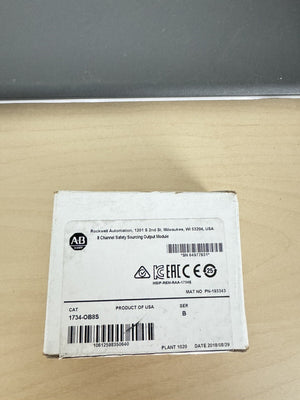 Rockwell Automation, 1201 S 2nd St, Milwaukee, WI 53204, USA
8 Channel Safety Sourcing Output Module
AB
MAT NO PN-193343
CAT
PRODUCT OF USA
SER
1734-OB8S
B
PLANT 1020
DATE 2018/08/29